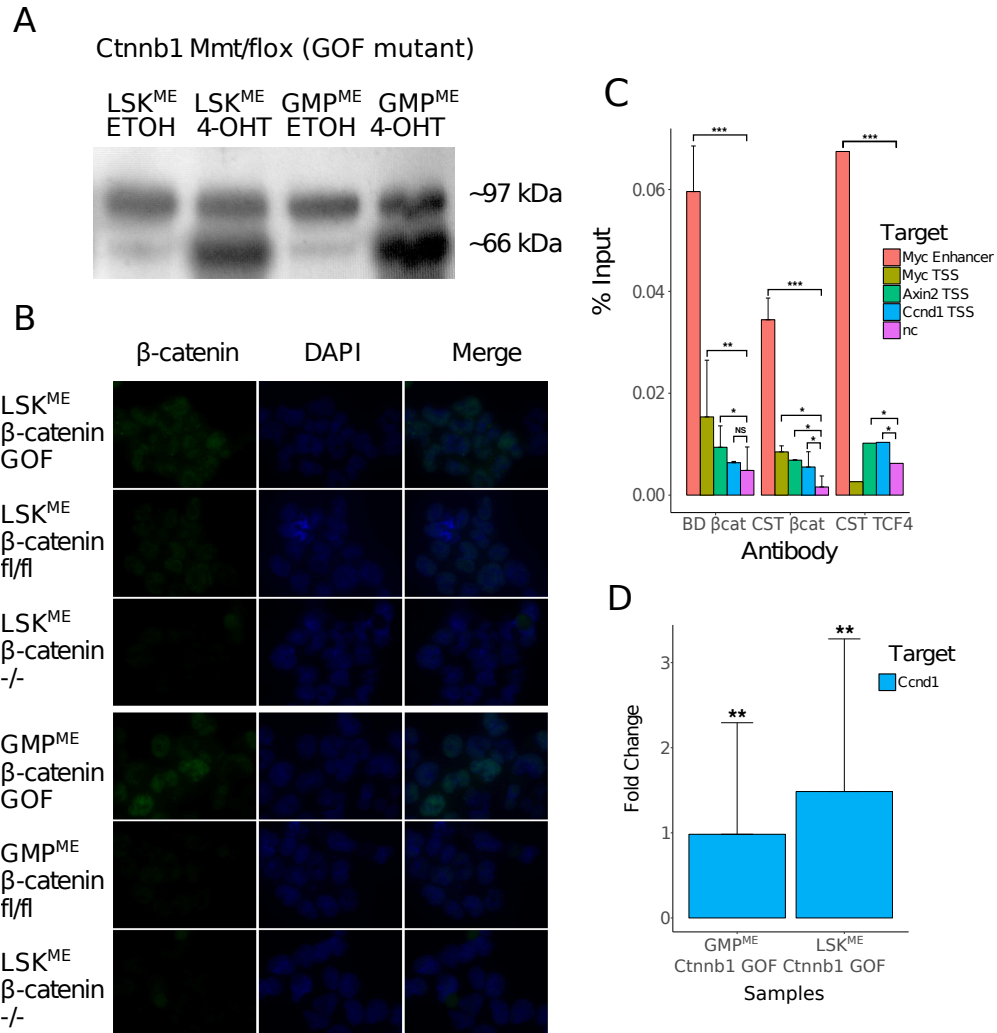 A
Ctnnb1 Mmt/flox (GOF mutant)
LSKME LSKME GMPME GMPME
ETOH 4-OHT ETOH 4-OHT
~97 kDa
~66 kDa
B
β-catenin DAPI Merge
LSKME
β-catenin
GOF
LSKME
β-catenin
fl/fl
LSKME
β-catenin
-/-
GMPME
β-catenin
GOF
GMPME
β-catenin
fl/fl
LSKME
β-catenin
-/-
C
% Input
0.06
0.04
0.02
0.00
***
**
*
NS
***
*
*
*
***
*
*
BD βcat CST βcat CST TCF4
Antibody
Target
Myc Enhancer
Myc TSS
Axin2 TSS
Ccnd1 TSS
nc
D
Fold Change
3
2
1
0
**
**
GMPME LSKME
Ctnnb1 GOF Ctnnb1 GOF
Samples
Target
Ccnd1